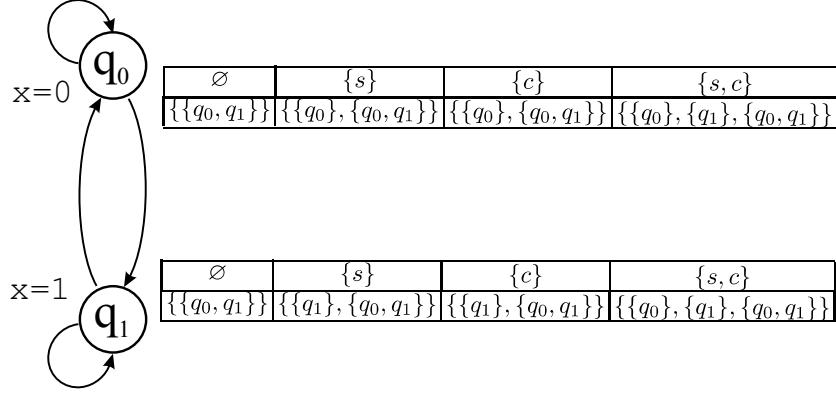 q₀
x=0
∅ {s} {c} {s, c}
{{q₀, q₁}} {{q₀}, {q₀, q₁}} {{q₀}, {q₀, q₁}} {{q₀}, {q₁}, {q₀, q₁}}
x=1
q₁
∅ {s} {c} {s, c}
{{q₀, q₁}} {{q₁}, {q₀, q₁}} {{q₁}, {q₀, q₁}} {{q₀}, {q₁}, {q₀, q₁}}